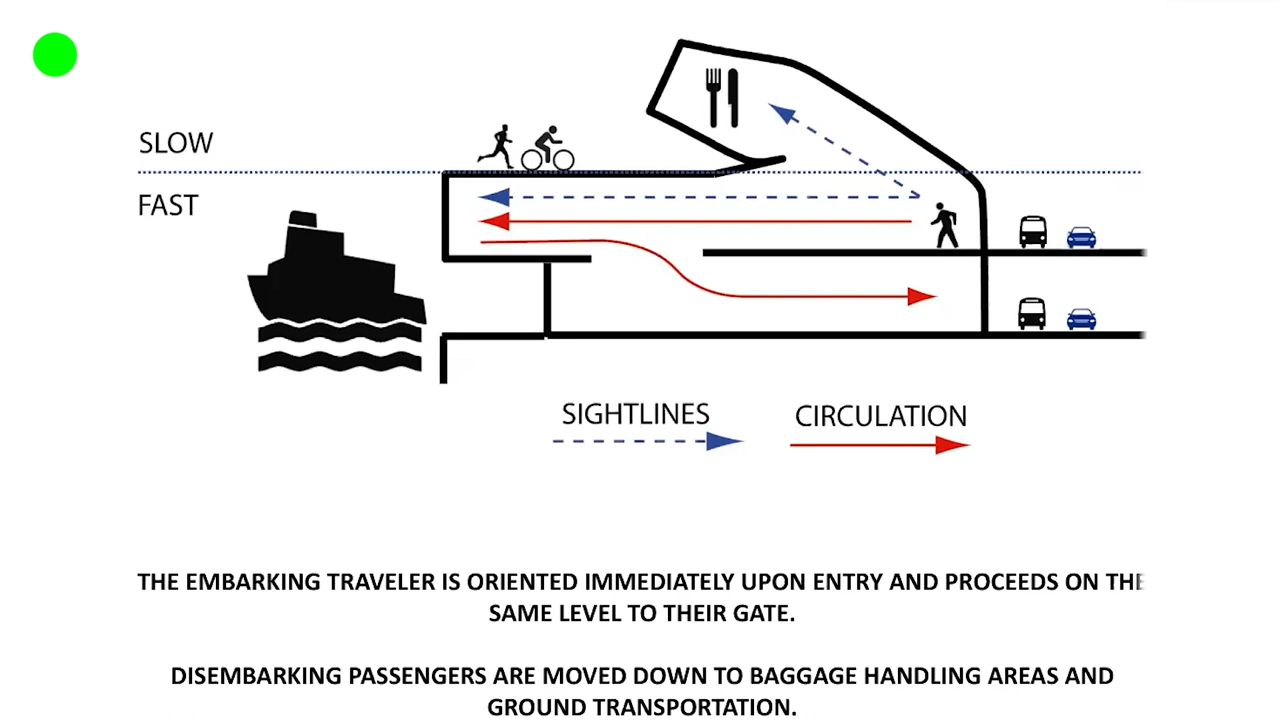 SLOW
FAST
SIGHTLINES
CIRCULATION
THE EMBARKING TRAVELER IS ORIENTED IMMEDIATELY UPON ENTRY AND PROCEEDS ON THE
SAME LEVEL TO THEIR GATE.
DISEMBARKING PASSENGERS ARE MOVED DOWN TO BAGGAGE HANDLING AREAS AND
GROUND TRANSPORTATION.